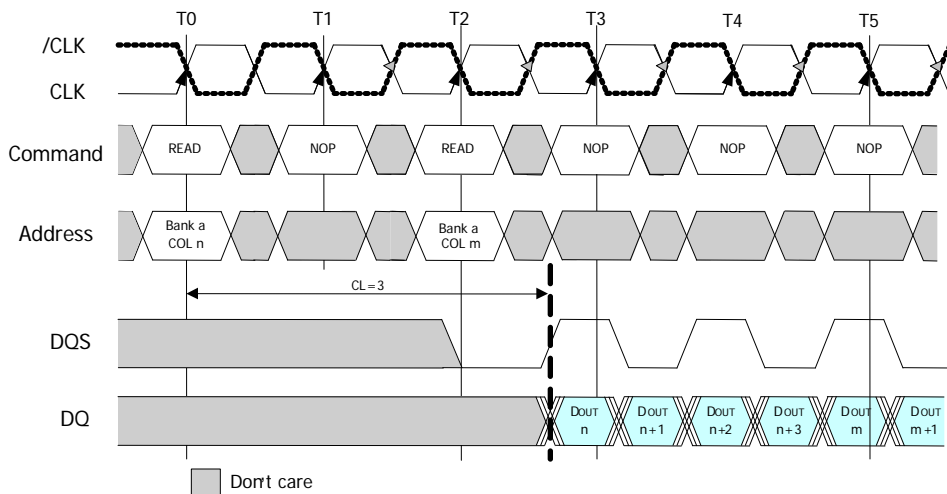 T0 T1 T2 T3 T4 T5
/CLK
CLK
Command READ NOP READ NOP NOP NOP
Address Bank a COL n Bank a COL m
CL=3
DQS
DQ DOUT n DOUT n+1 DOUT n+2 DOUT n+3 DOUT m DOUT m+1
Don't care